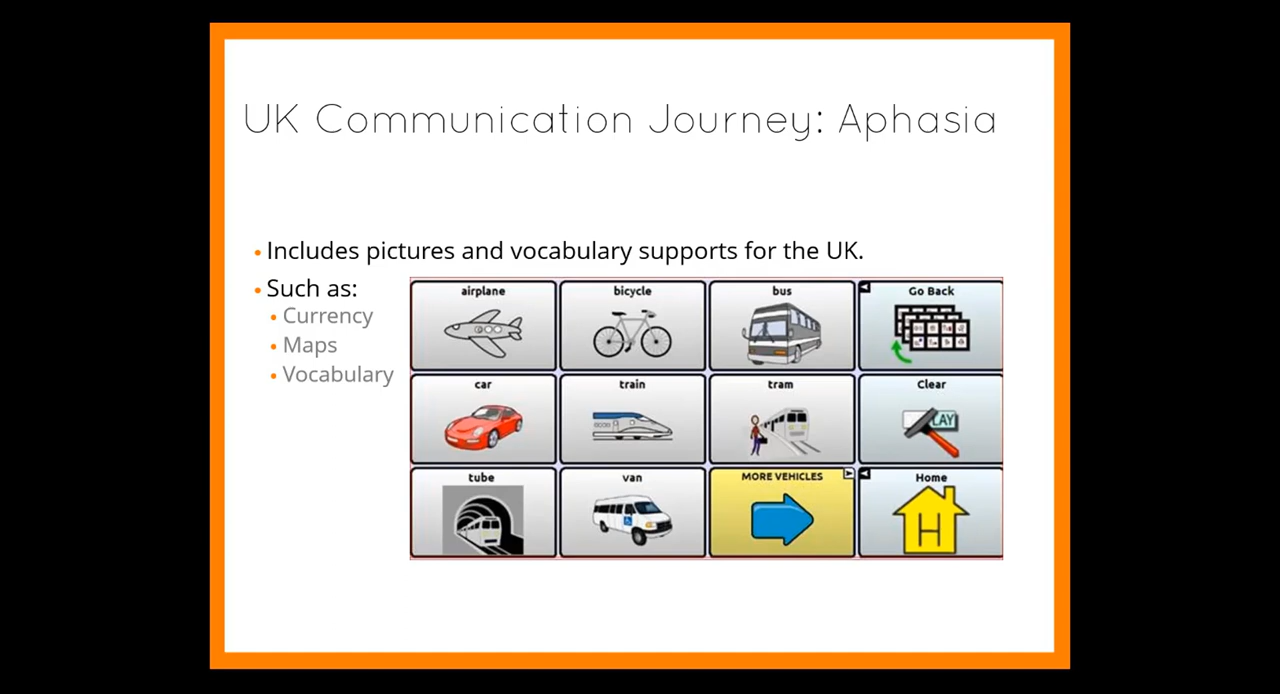 UK Communication Journey: Aphasia
• Includes pictures and vocabulary supports for the UK.
• Such as:
• Currency
• Maps
• Vocabulary
airplane bicycle bus Go Back
car train tram Clear
LAY
tube van MORE VEHICLES Home
H